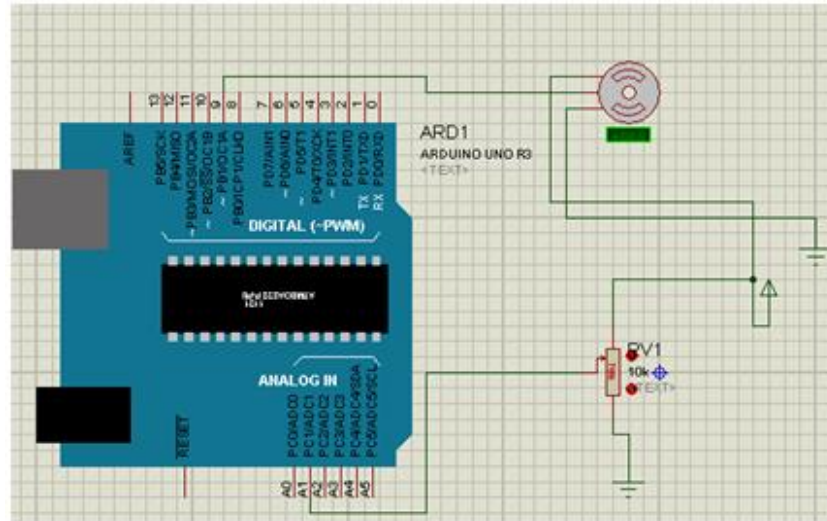 13
12
11
10
9
8
7
6
5
4
3
2
1
0
AREF
PB5/SCK
PB4/MISO
~PB3/MOSI/OC2A
~PB2/SS/OC1B
~PB1/OC1A
PB0/ICP1/CLKO
PD7/AIN1
~PD6/AIN0
~PD5/T1
PD4/T0/XCK
~PD3/INT1
PD2/INT0
PD1/TXD
PD0/RXD
TX
RX
DIGITAL (~PWM)
ARD1
ARDUINO UNO R3
<TEXT>
ANALOG IN
RESET
PC0/ADC0
PC1/ADC1
PC2/ADC2
PC3/ADC3
PC4/ADC4/SDA
PC5/ADC5/SCL
A0
A1
A2
A3
A4
A5
RV1
10k
<TEXT>